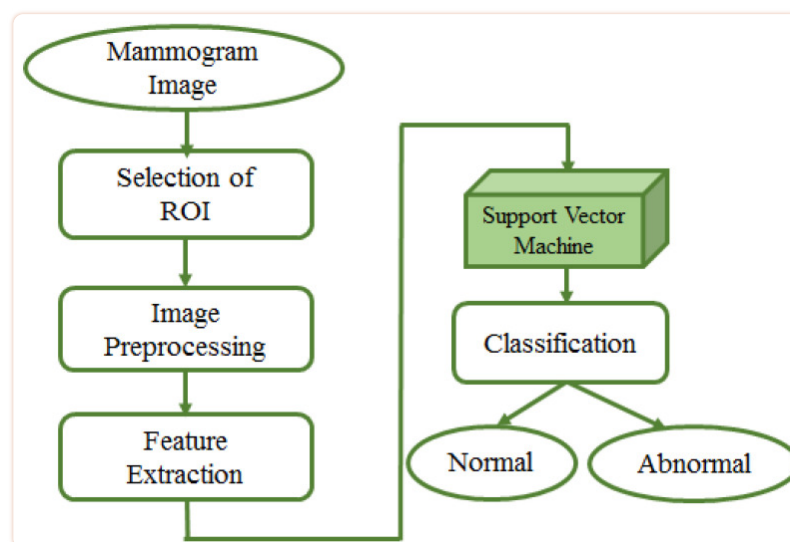 Mammogram
Image
Selection of
ROI
Image
Preprocessing
Feature
Extraction
Support Vector
Machine
Classification
Normal
Abnormal